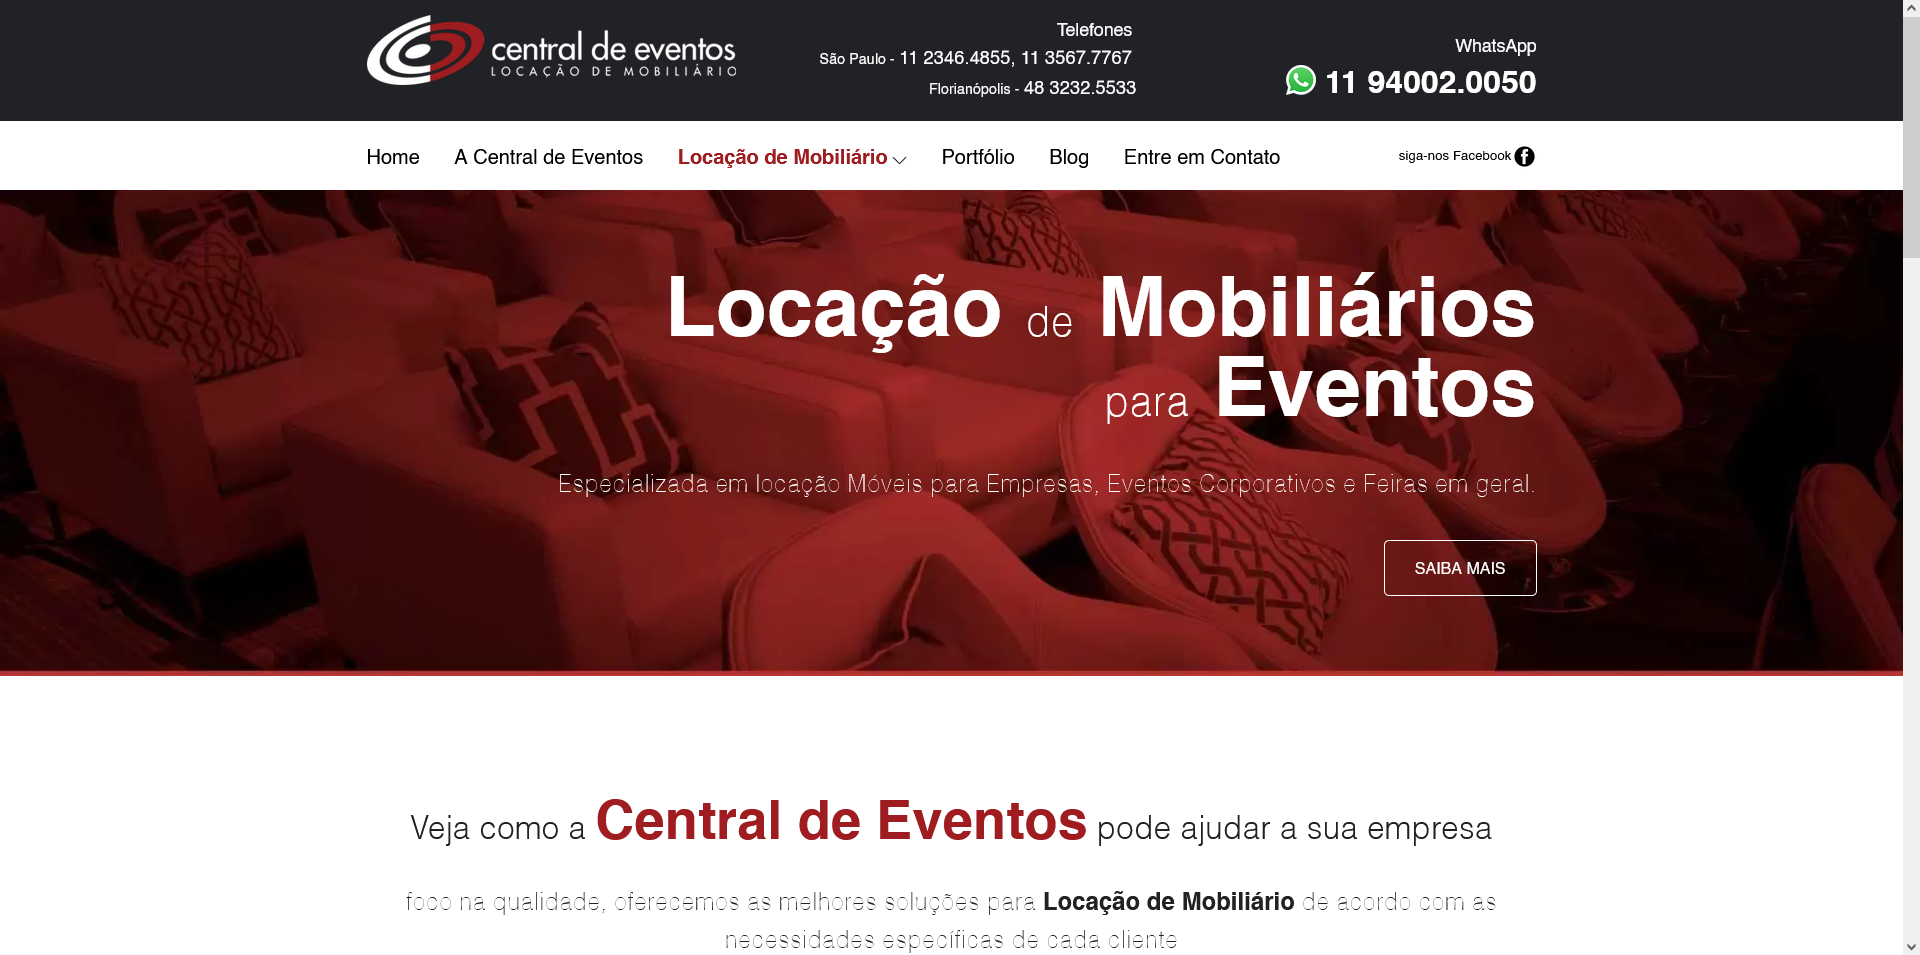 central de eventos
LOCAÇÃO DE MOBILIÁRIO
Telefones
São Paulo - 11 2346.4855, 11 3567.7767
Florianópolis - 48 3232.5533
WhatsApp
11 94002.0050
Home A Central de Eventos Locação de Mobiliário Portfólio Blog Entre em Contato siga-nos Facebook
Locação de Mobiliários
para Eventos
Especializada em locação Móveis para Empresas, Eventos Corporativos e Feiras em geral.
SAIBA MAIS
Veja como a Central de Eventos pode ajudar a sua empresa
foco na qualidade, oferecemos as melhores soluções para Locação de Mobiliário de acordo com as
necessidades específicas de cada cliente